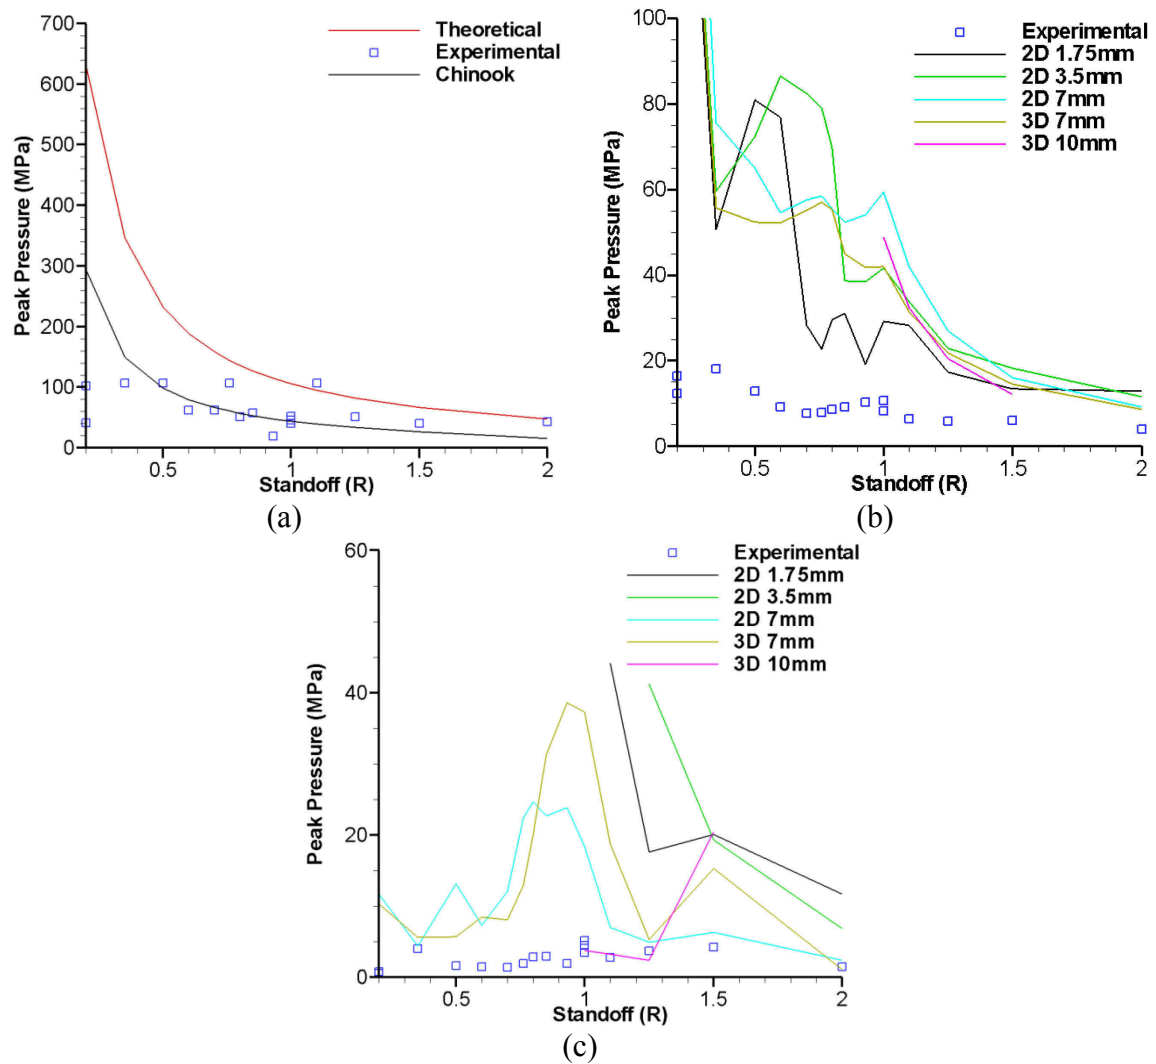 700
600
500
400
300
200
100
0
Peak Pressure (MPa)
0.5
1
1.5
2
Standoff (R)
Theoretical
Experimental
Chinook
(a)
100
80
60
40
20
0
Peak Pressure (MPa)
0.5
1
1.5
2
Standoff (R)
Experimental
2D 1.75mm
2D 3.5mm
2D 7mm
3D 7mm
3D 10mm
(b)
60
40
20
0
Peak Pressure (MPa)
0.5
1
1.5
2
Standoff (R)
Experimental
2D 1.75mm
2D 3.5mm
2D 7mm
3D 7mm
3D 10mm
(c)